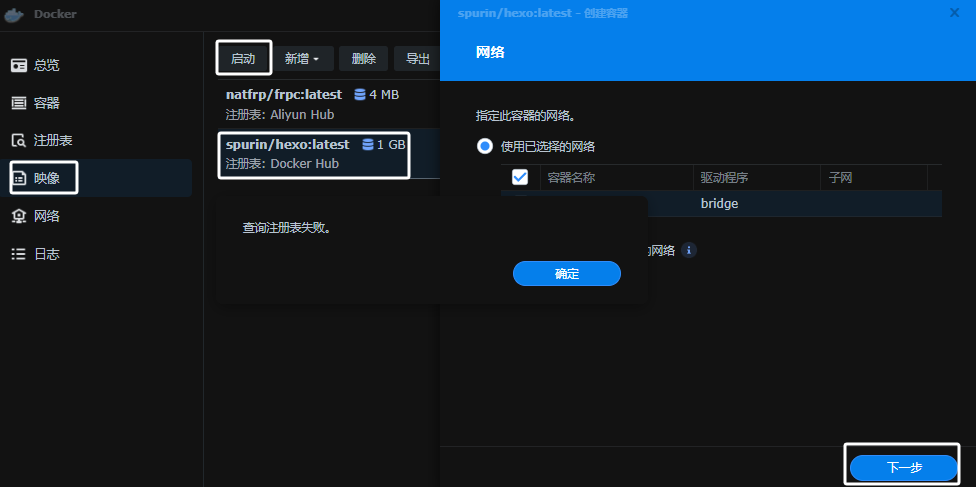 Docker
总览
容器
注册表
映像
网络
日志
启动 新增 删除 导出
natfrp/frpc:latest 4 MB
注册表: Aliyun Hub
spurin/hexo:latest 1 GB
注册表: Docker Hub
查询注册表失败。
确定
spurin/hexo:latest - 创建容器
网络
指定此容器的网络。
使用已选择的网络
容器名称 驱动程序 子网
bridge
的网络
下一步